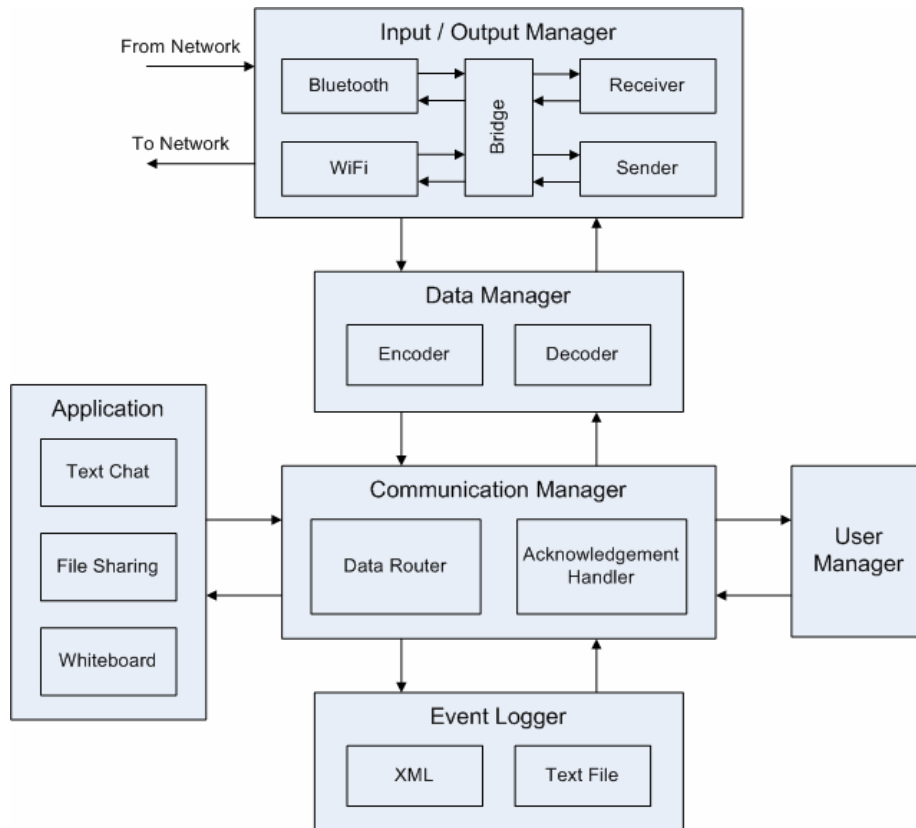 Input / Output Manager
From Network
To Network
Bluetooth
WiFi
Bridge
Receiver
Sender
Data Manager
Encoder
Decoder
Application
Text Chat
File Sharing
Whiteboard
Communication Manager
Data Router
Acknowledgement
Handler
User
Manager
Event Logger
XML
Text File